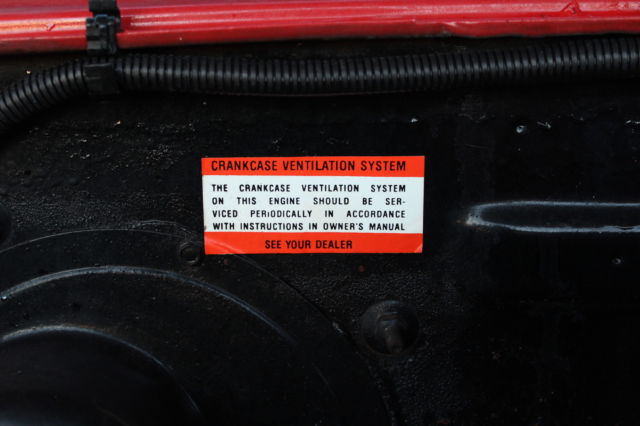 CRANKCASE VENTILATION SYSTEM
THE CRANKCASE VENTILATION SYSTEM
ON THIS ENGINE SHOULD BE SER-
VICED PERIODICALLY IN ACCORDANCE
WITH INSTRUCTIONS IN OWNER'S MANUAL
SEE YOUR DEALER